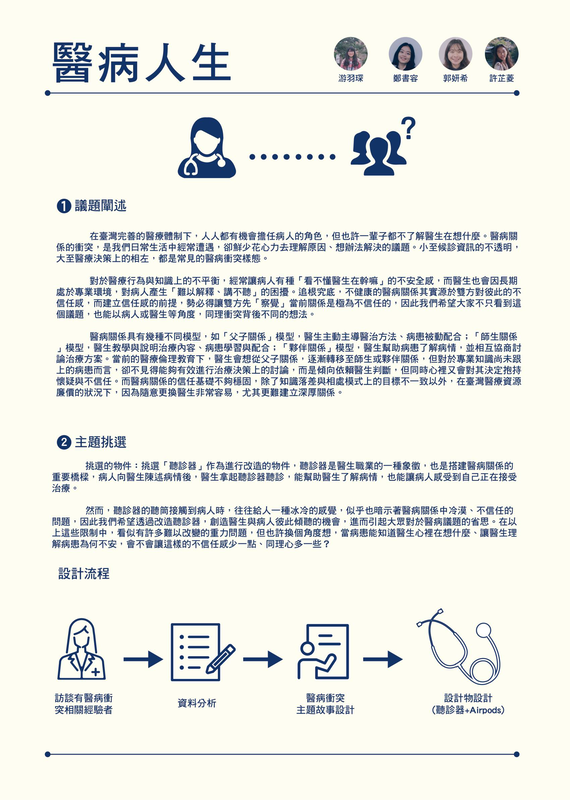 醫病人生
游羽琛
鄭書容
郭妍希
許芷菱
?
1 議題闡述
在臺灣完善的醫療體制下，人人都有機會擔任病人的角色，但也許一輩子都不了解醫生在想什麼。醫病關
係的衝突，是我們日常生活中經常遭遇，卻鮮少花心力去理解原因、想辦法解決的議題。小至候診資訊的不透明，
大至醫療決策上的相左，都是常見的醫病衝突樣態。
對於醫療行為與知識上的不平衡，經常讓病人有種「看不懂醫生在幹嘛」的不安全感，而醫生也會因長期
處於專業環境，對病人產生「難以解釋、講不聽」的困擾。追根究底，不健康的醫病關係其實源於雙方對彼此的不
信任感，而建立信任感的前提，勢必得讓雙方先「察覺」當前關係是極為不信任的，因此我們希望大家不只看到這
個議題，也能以病人或醫生等角度，同理衝突背後不同的想法。
醫病關係具有幾種不同模型，如「父子關係」模型，醫生主動主導醫治方法、病患被動配合；「師生關係
」模型，醫生教學與說明治療內容、病患學習與配合；「夥伴關係」模型，醫生幫助病患了解病情，並相互協商討
論治療方案。當前的醫療倫理教育下，醫生會想從父子關係，逐漸轉移至師生或夥伴關係，但對於專業知識尚未跟
上的病患而言，卻不見得能夠有效進行治療決策上的討論，而是傾向依賴醫生判斷，但同時心裡又會對其決定抱持
懷疑與不信任。而醫病關係的信任基礎不夠穩固，除了知識落差與相處模式上的目標不一致以外，在臺灣醫療資源
廉價的狀況下，因為隨意更換醫生非常容易，尤其更難建立深厚關係。
2 主題挑選
挑選的物件：挑選「聽診器」作為進行改造的物件，聽診器是醫生職業的一種象徵，也是搭建醫病關係的
重要橋樑，病人向醫生陳述病情後，醫生拿起聽診器聽診，能幫助醫生了解病情，也能讓病人感受到自己正在接受
治療。
然而，聽診器的聽筒接觸到病人時，往往給人一種冰冷的感覺，似乎也暗示著醫病關係中冷漠、不信任的
問題，因此我們希望透過改造聽診器，創造醫生與病人彼此傾聽的機會，進而引起大眾對於醫病議題的省思。在以
上這些限制中，看似有許多難以改變的重力問題，但也許換個角度想，當病患能知道醫生心裡在想什麼、讓醫生理
解病患為何不安，會不會讓這樣的不信任感少一點、同理心多一些？
設計流程
訪談有醫病衝
突相關經驗者
資料分析
醫病衝突
主題故事設計
設計物設計
（聽診器+Airpods）